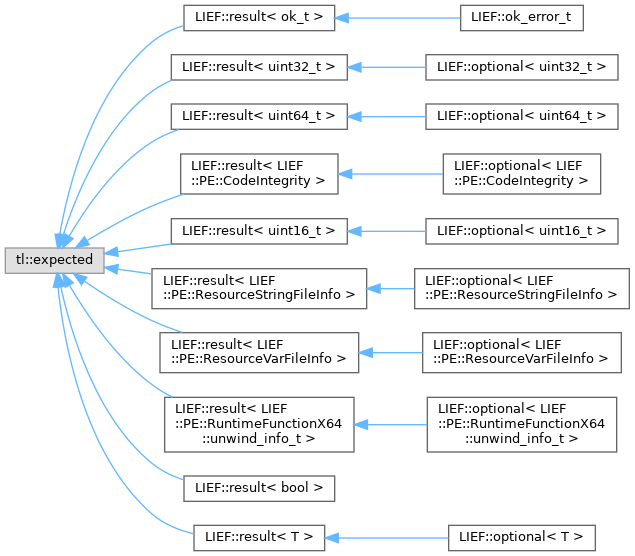 LIEF::result< ok_t >
LIEF::ok_error_t
LIEF::result< uint32_t >
LIEF::optional< uint32_t >
LIEF::result< uint64_t >
LIEF::optional< uint64_t >
LIEF::result< LIEF
::PE::CodeIntegrity >
LIEF::optional< LIEF
::PE::CodeIntegrity >
LIEF::result< uint16_t >
LIEF::optional< uint16_t >
tl::expected
LIEF::result< LIEF
::PE::ResourceStringFileInfo >
LIEF::optional< LIEF
::PE::ResourceStringFileInfo >
LIEF::result< LIEF
::PE::ResourceVarFileInfo >
LIEF::optional< LIEF
::PE::ResourceVarFileInfo >
LIEF::result< LIEF
::PE::RuntimeFunctionX64
::unwind_info_t >
LIEF::optional< LIEF
::PE::RuntimeFunctionX64
::unwind_info_t >
LIEF::result< bool >
LIEF::result< T >
LIEF::optional< T >